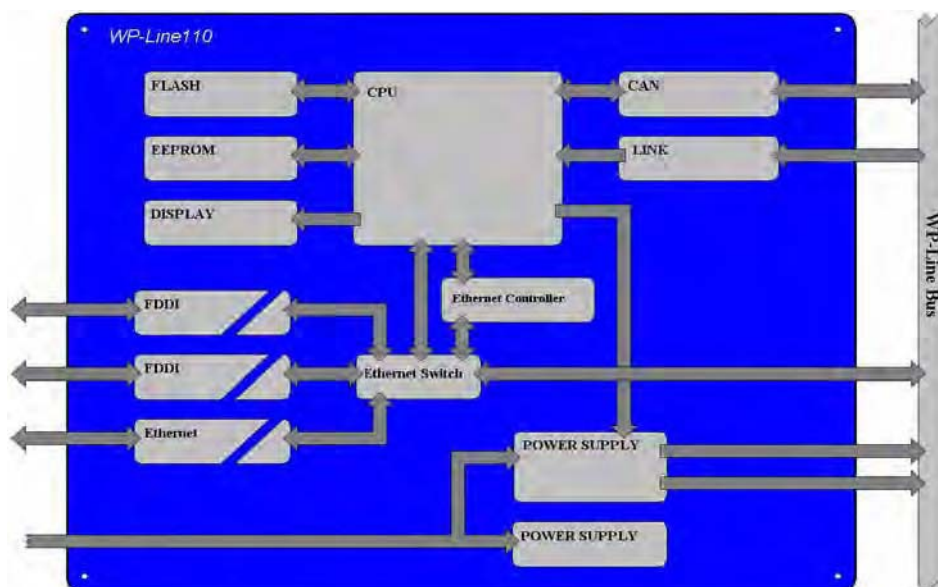 WP-Line110
FLASH
CPU
CAN
EEPROM
LINK
DISPLAY
WP-Line Bus
FDDI
Ethernet Controller
FDDI
Ethernet Switch
Ethernet
POWER SUPPLY
POWER SUPPLY